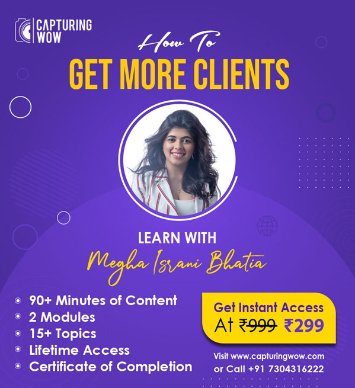 CAPTURING
WOW
How To
GET MORE CLIENTS
LEARN WITH
Megha Israni Bhatia
90+ Minutes of Content
2 Modules
15+ Topics
Lifetime Access
Certificate of Completion
Get Instant Access
At ₹999 ₹299
Visit www.capturingwow.com
or Call +91 7304316222